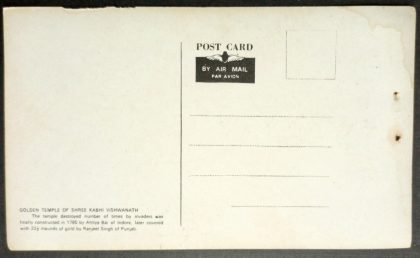 POST CARD
BY AIR MAIL
PAR AVION
GOLDEN TEMPLE OF SHREE KASHI VISHWANATH
The temple destroyed number of times by invaders was
finally constructed in 1785 by Ahilya Bai of Indore, later covered
with 22½ maunds of gold by Ranjeet Singh of Punjab.